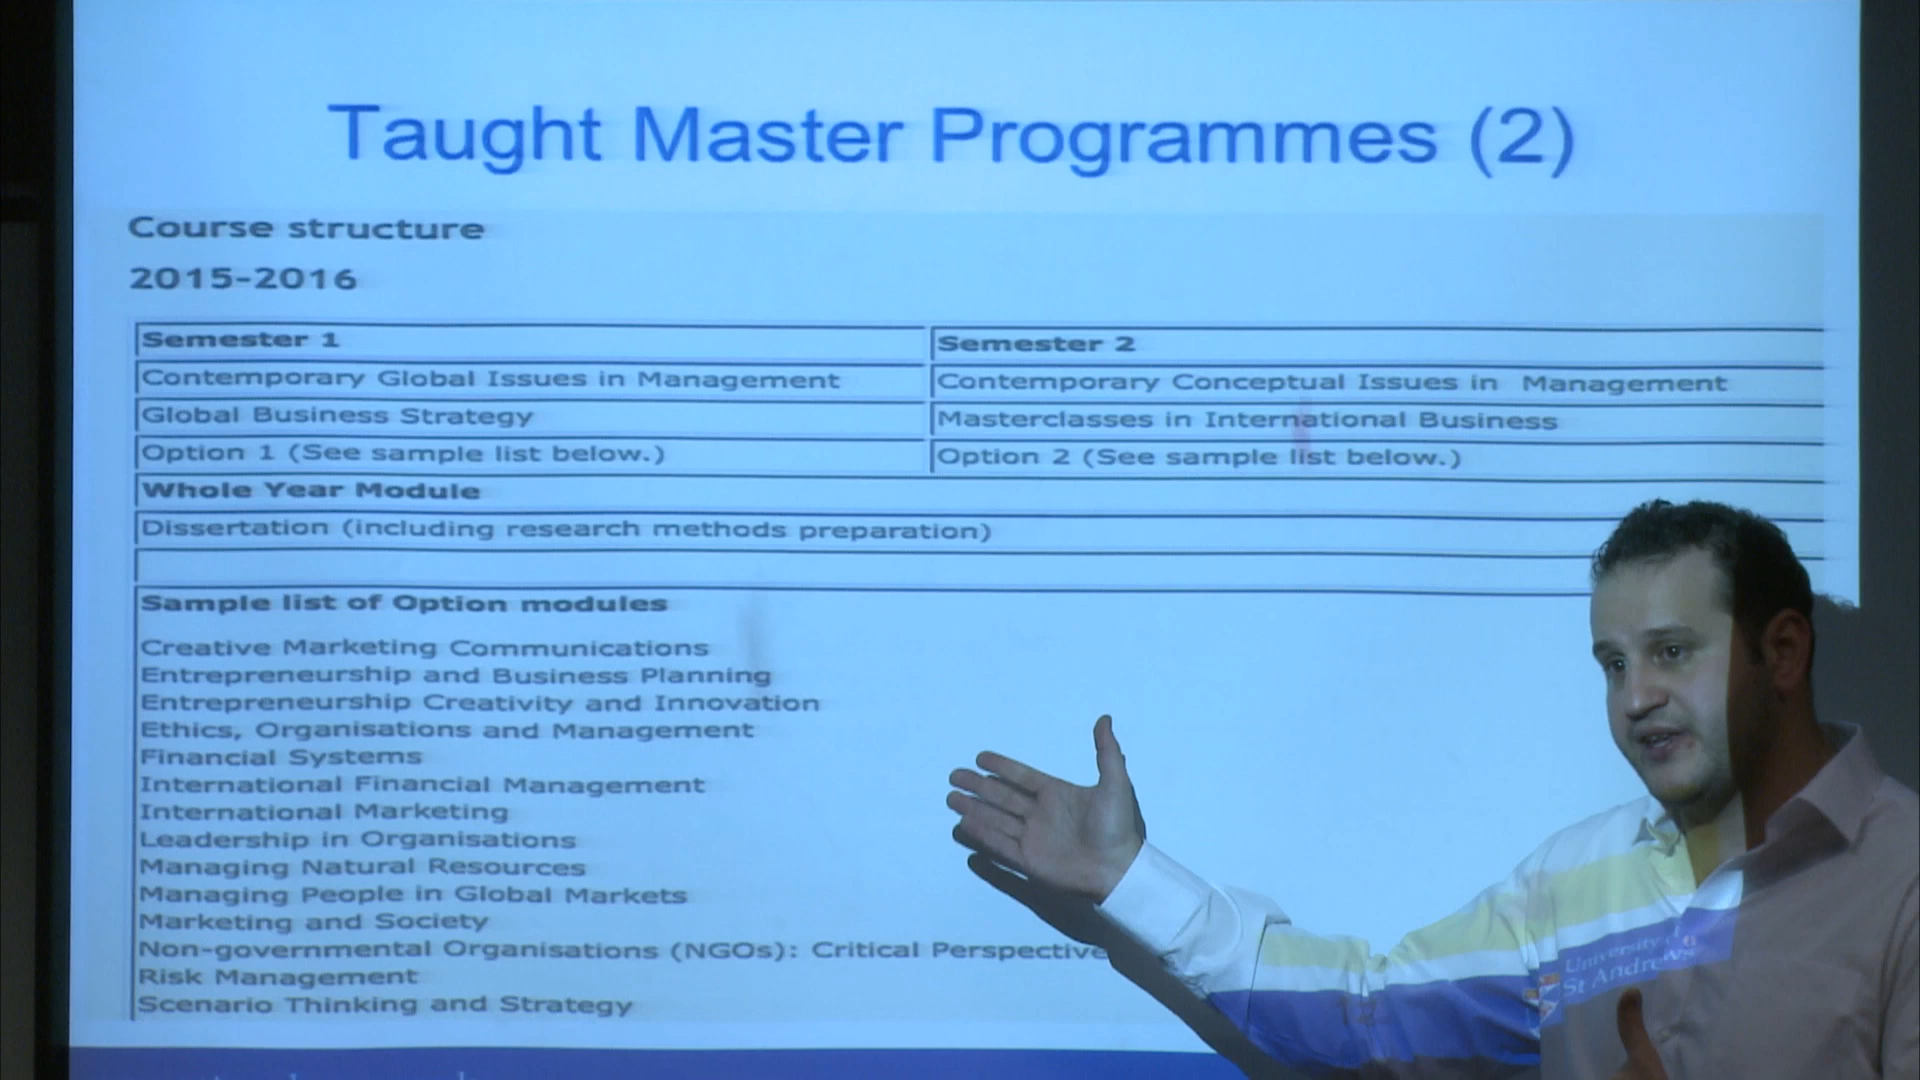 Taught Master Programmes (2)
Course structure
2015-2016
Semester 1
Semester 2
Contemporary Global Issues in Management
Contemporary Conceptual Issues in Management
Global Business Strategy
Masterclasses in International Business
Option 1 (See sample list below.)
Option 2 (See sample list below.)
Whole Year Module
Dissertation (including research methods preparation)
Sample list of Option modules
Creative Marketing Communications
Entrepreneurship and Business Planning
Entrepreneurship Creativity and Innovation
Ethics, Organisations and Management
Financial Systems
International Financial Management
International Marketing
Leadership in Organisations
Managing Natural Resources
Managing People in Global Markets
Marketing and Society
Non-governmental Organisations (NGOs): Critical Perspective
Risk Management
Scenario Thinking and Strategy
University of
St Andrews